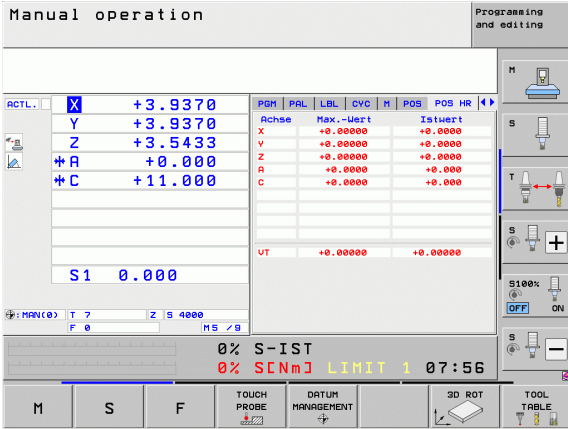 Manual operation
Programming
and editing
ACTL. X +3.9370
Y +3.9370
Z +3.5433
A +0.000
C +11.000
S1 0.000
:MAN(0) T 7 Z S 4000
F 0 M5 /9
PGM PAL LBL CYC M POS POS HR
Achse Max.-Wert Istwert
X +0.00000 +0.00000
Y +0.00000 +0.00000
Z +0.00000 +0.00000
A +0.000 +0.000
C +0.000 +0.000
VT +0.00000 +0.00000
M
S
T
S
+
S100%
OFF ON
S
−
0% S-IST
0% S[Nm] LIMIT 1 07:56
M
S
F
TOUCH
PROBE
DATUM
MANAGEMENT
3D ROT
TOOL
TABLE